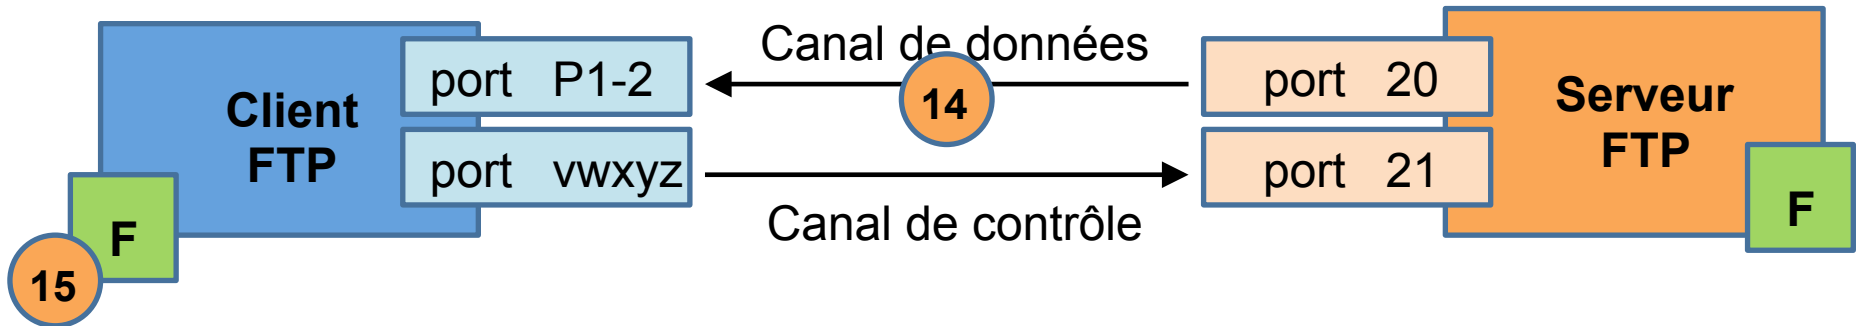 Canal de données
port P1-2
14
port 20
Client
FTP
Serveur
FTP
port vwxyz
port 21
Canal de contrôle
F
15
F